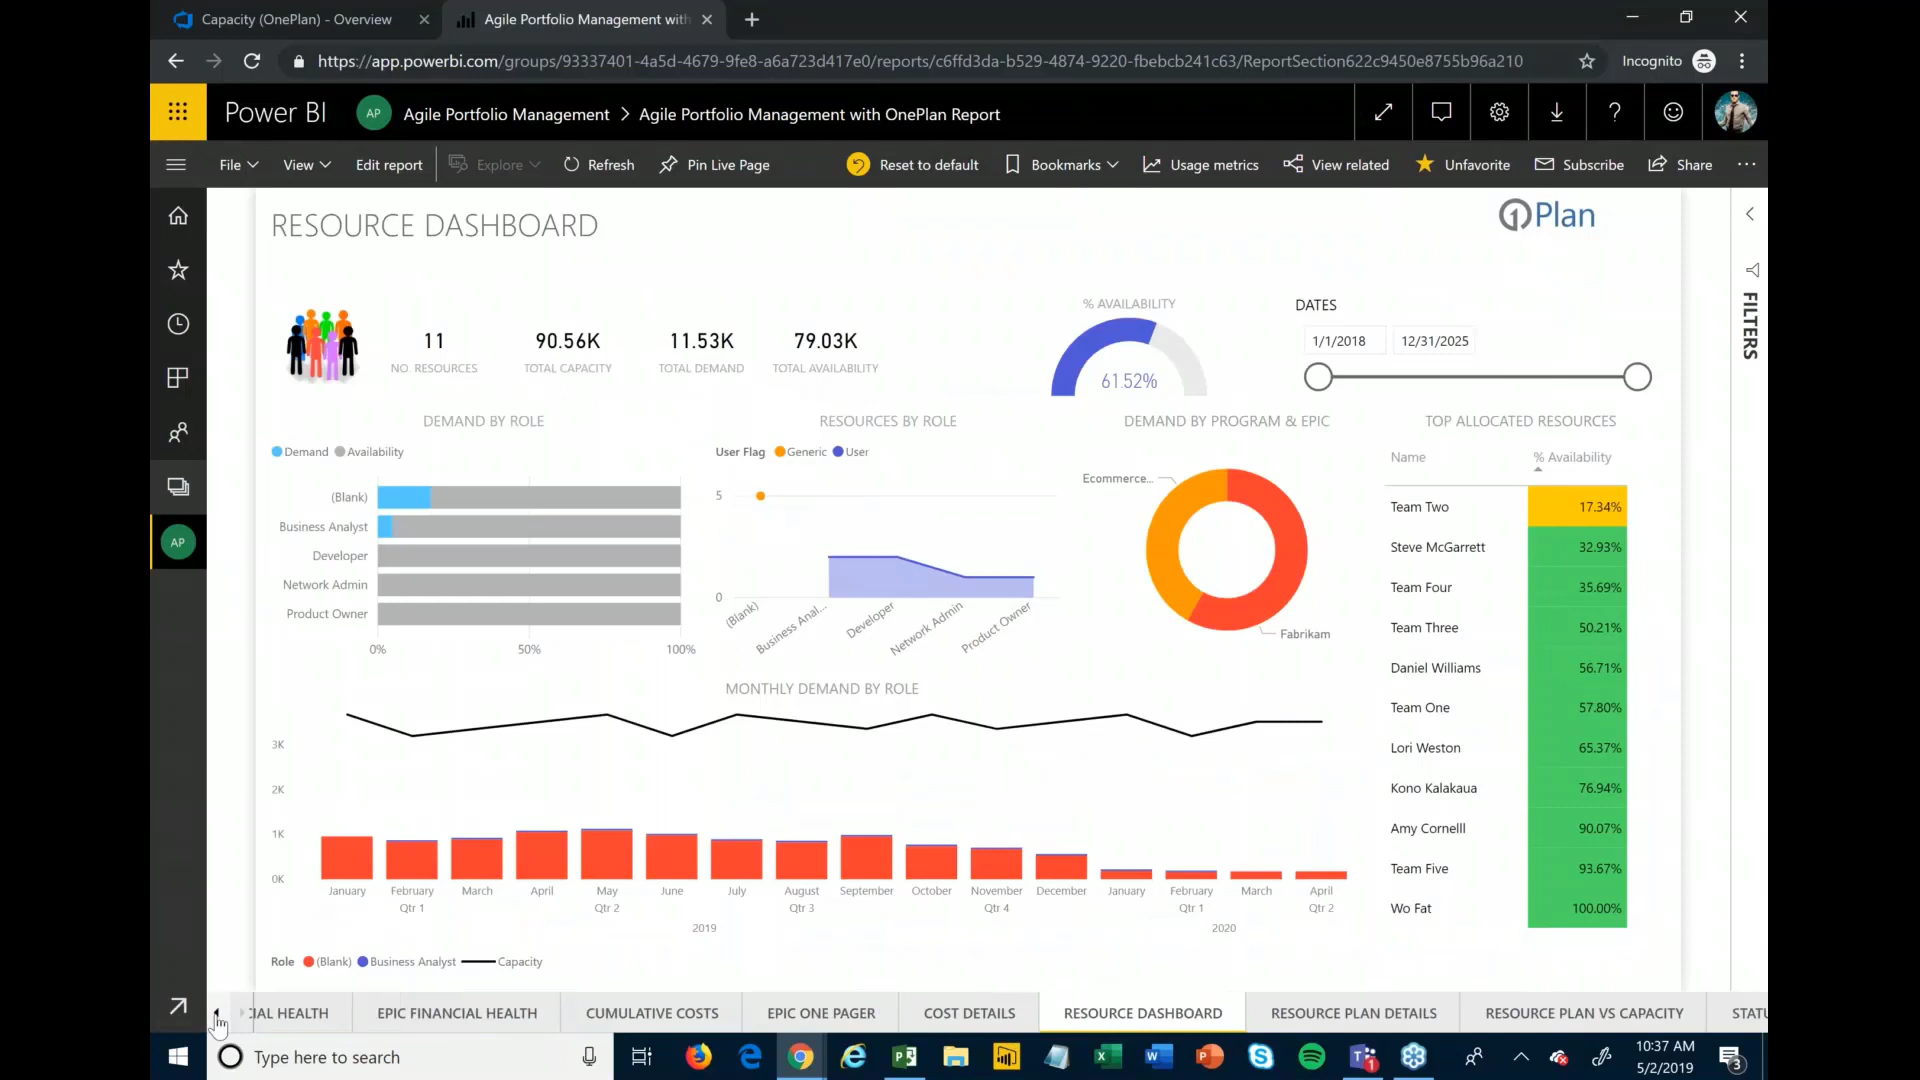 Capacity (OnePlan) - Overview
Agile Portfolio Management with
https://app.powerbi.com/groups/93337401-4a5d-4679-9fe8-a6a723d417e0/reports/c6ffd3da-b529-4874-9220-fbebcb241c63/ReportSection622c9450e8755b96a210
Incognito
Power BI
AP
Agile Portfolio Management > Agile Portfolio Management with OnePlan Report
File
View
Edit report
Explore
Refresh
Pin Live Page
Reset to default
Bookmarks
Usage metrics
View related
Unfavorite
Subscribe
Share
RESOURCE DASHBOARD
1Plan
FILTERS
11
NO. RESOURCES
90.56K
TOTAL CAPACITY
11.53K
TOTAL DEMAND
79.03K
TOTAL AVAILABILITY
% AVAILABILITY
61.52%
DATES
1/1/2018
12/31/2025
DEMAND BY ROLE
Demand Availability
(Blank)
Business Analyst
Developer
Network Admin
Product Owner
0% 50% 100%
RESOURCES BY ROLE
User Flag Generic User
5
0
(Blank)
Business Anal...
Developer
Network Admin
Product Owner
DEMAND BY PROGRAM & EPIC
Ecommerce...
Fabrikam
TOP ALLOCATED RESOURCES
Name % Availability
Team Two 17.34%
Steve McGarrett 32.93%
Team Four 35.69%
Team Three 50.21%
Daniel Williams 56.71%
Team One 57.80%
Lori Weston 65.37%
Kono Kalakaua 76.94%
Amy Cornelll 90.07%
Team Five 93.67%
Wo Fat 100.00%
MONTHLY DEMAND BY ROLE
3K
2K
1K
0K
January February March April May June July August September October November December January February March April
Qtr 1 Qtr 2 Qtr 3 Qtr 4 Qtr 1 Qtr 2
2019 2020
Role (Blank) Business Analyst Capacity
AP
IAL HEALTH
EPIC FINANCIAL HEALTH
CUMULATIVE COSTS
EPIC ONE PAGER
COST DETAILS
RESOURCE DASHBOARD
RESOURCE PLAN DETAILS
RESOURCE PLAN VS CAPACITY
STATU
Type here to search
10:37 AM
5/2/2019
3